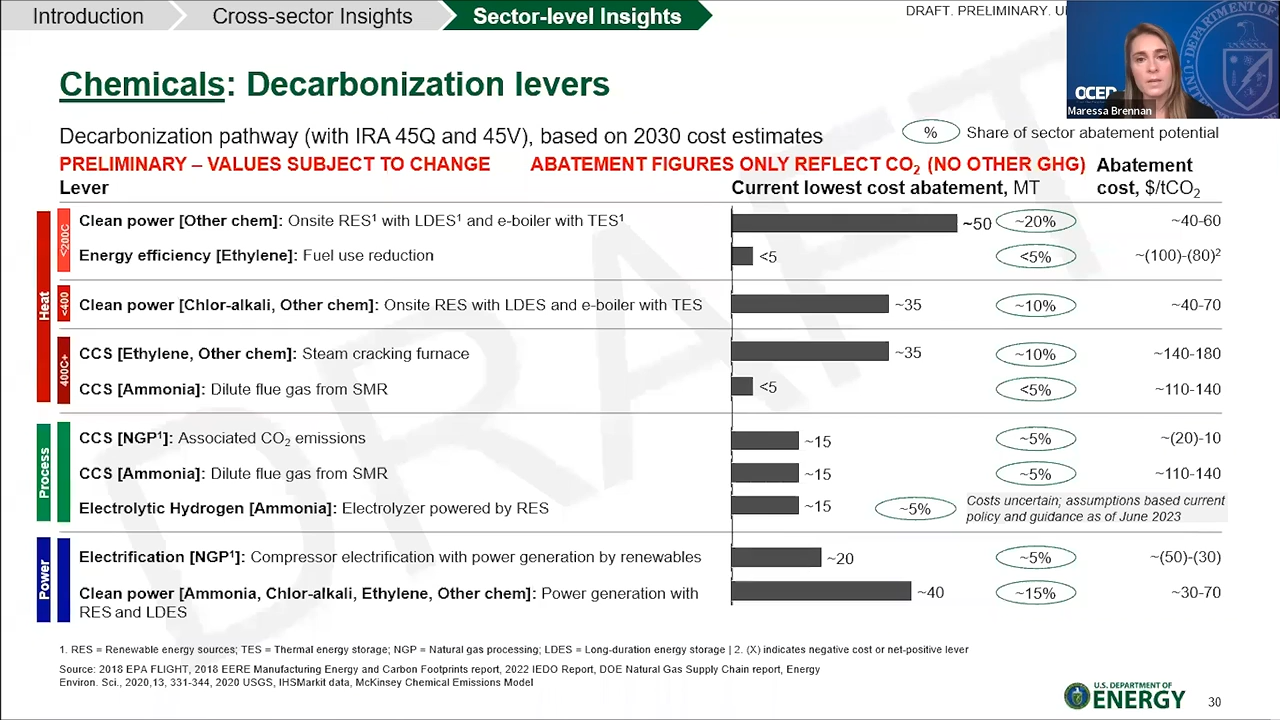 Introduction
Cross-sector Insights
Sector-level Insights
DRAFT. PRELIMINARY.
OCED
Maressa Brennan
Chemicals: Decarbonization levers
Decarbonization pathway (with IRA 45Q and 45V), based on 2030 cost estimates
% Share of sector abatement potential
PRELIMINARY – VALUES SUBJECT TO CHANGE
ABATEMENT FIGURES ONLY REFLECT CO₂ (NO OTHER GHG)
Abatement
cost, $/tCO₂
Lever
Current lowest cost abatement, MT
Heat
<200C
Clean power [Other chem]: Onsite RES¹ with LDES¹ and e-boiler with TES¹ ~50 ~20% ~40-60
Energy efficiency [Ethylene]: Fuel use reduction <5 <5% ~(100)-(80)²
<400
Clean power [Chlor-alkali, Other chem]: Onsite RES with LDES and e-boiler with TES ~35 ~10% ~40-70
400C+
CCS [Ethylene, Other chem]: Steam cracking furnace ~35 ~10% ~140-180
CCS [Ammonia]: Dilute flue gas from SMR <5 <5% ~110-140
Process
CCS [NGP¹]: Associated CO₂ emissions ~15 ~5% ~(20)-10
CCS [Ammonia]: Dilute flue gas from SMR ~15 ~5% ~110-140
Electrolytic Hydrogen [Ammonia]: Electrolyzer powered by RES ~15 ~5%
Costs uncertain; assumptions based current
policy and guidance as of June 2023
Power
Electrification [NGP¹]: Compressor electrification with power generation by renewables ~20 ~5% ~(50)-(30)
Clean power [Ammonia, Chlor-alkali, Ethylene, Other chem]: Power generation with ~40 ~15% ~30-70
RES and LDES
1. RES = Renewable energy sources; TES = Thermal energy storage; NGP = Natural gas processing; LDES = Long-duration energy storage | 2. (X) indicates negative cost or net-positive lever
Source: 2018 EPA FLIGHT, 2018 EERE Manufacturing Energy and Carbon Footprints report, 2022 IEDO Report, DOE Natural Gas Supply Chain report, Energy
Environ. Sci., 2020,13, 331-344, 2020 USGS, IHSMarkit data, McKinsey Chemical Emissions Model
U.S. DEPARTMENT OF
ENERGY
30
DRAFT